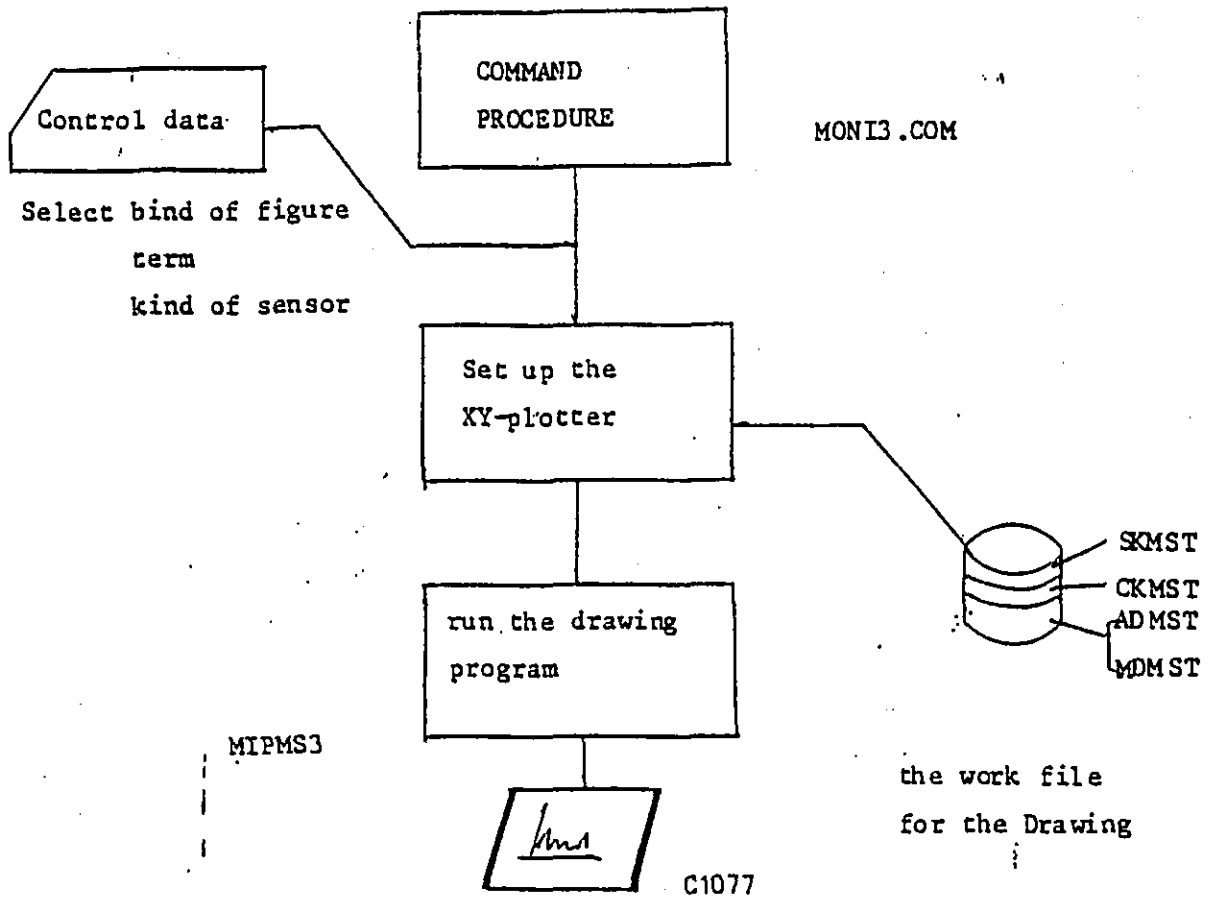 COMMAND
PROCEDURE
MONI3.COM
Control data
Select bind of figure
term
kind of sensor
Set up the
XY-plotter
SKMST
CKMST
ADMST
MDMST
run the drawing
program
MIPMS3
the work file
for the Drawing
C1077